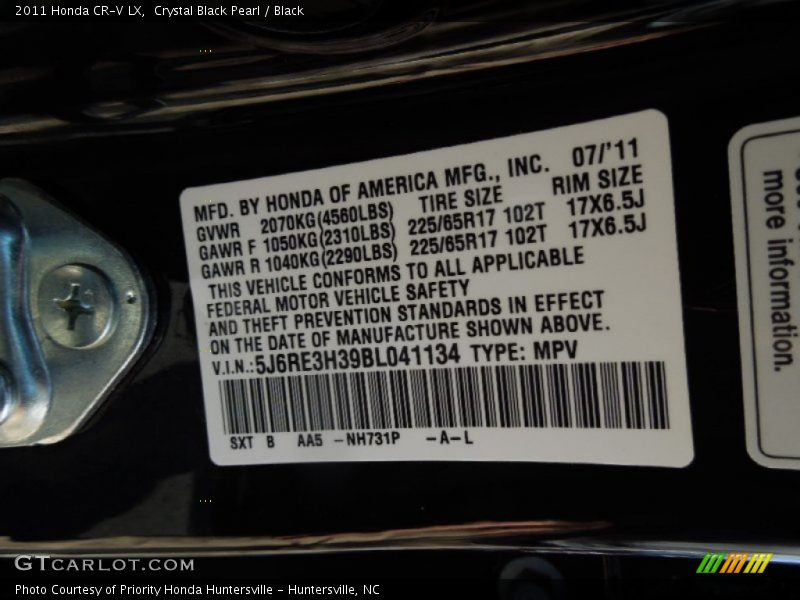 2011 Honda CR-V LX,  Crystal Black Pearl / Black
MFD. BY HONDA OF AMERICA MFG., INC. 07/'11
GVWR 2070KG(4560LBS) TIRE SIZE RIM SIZE
GAWR F 1050KG(2310LBS) 225/65R17 102T 17X6.5J
GAWR R 1040KG(2290LBS) 225/65R17 102T 17X6.5J
THIS VEHICLE CONFORMS TO ALL APPLICABLE
FEDERAL MOTOR VEHICLE SAFETY
AND THEFT PREVENTION STANDARDS IN EFFECT
ON THE DATE OF MANUFACTURE SHOWN ABOVE.
V.I.N.:5J6RE3H39BL041134 TYPE: MPV
SXT B AA5 -NH731P -A-L
more information.
GTCARLOT.COM
Photo Courtesy of Priority Honda Huntersville - Huntersville, NC